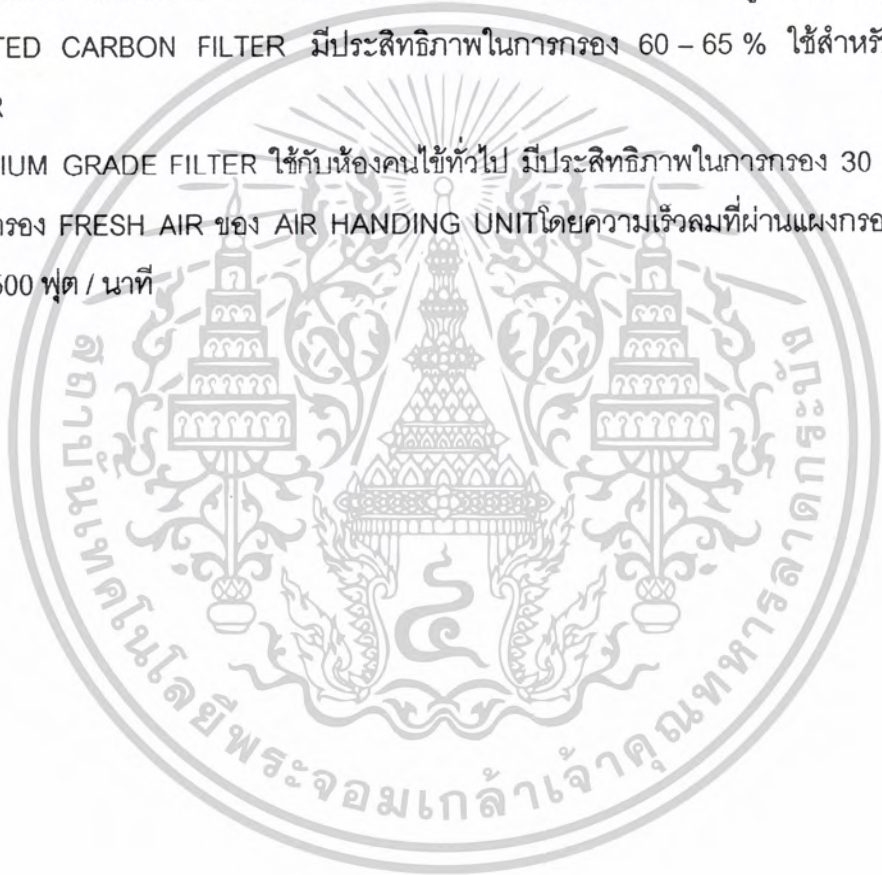 TED CARBON FILTER มีประสิทธิภาพในการกรอง 60 – 65 % ใช้สำหรั
R
IUM GRADE FILTER ใช้กับห้องคนไข้ทั่วไป มีประสิทธิภาพในการกรอง 30
กรอง FRESH AIR ของ AIR HANDING UNITโดยความเร็วลมที่ผ่านแผงกรอ
500 ฟุต / นาที
สถาบันเทคโนโลยีพระจอมเกล้าเจ้าคุณทหารลาดกระบัง